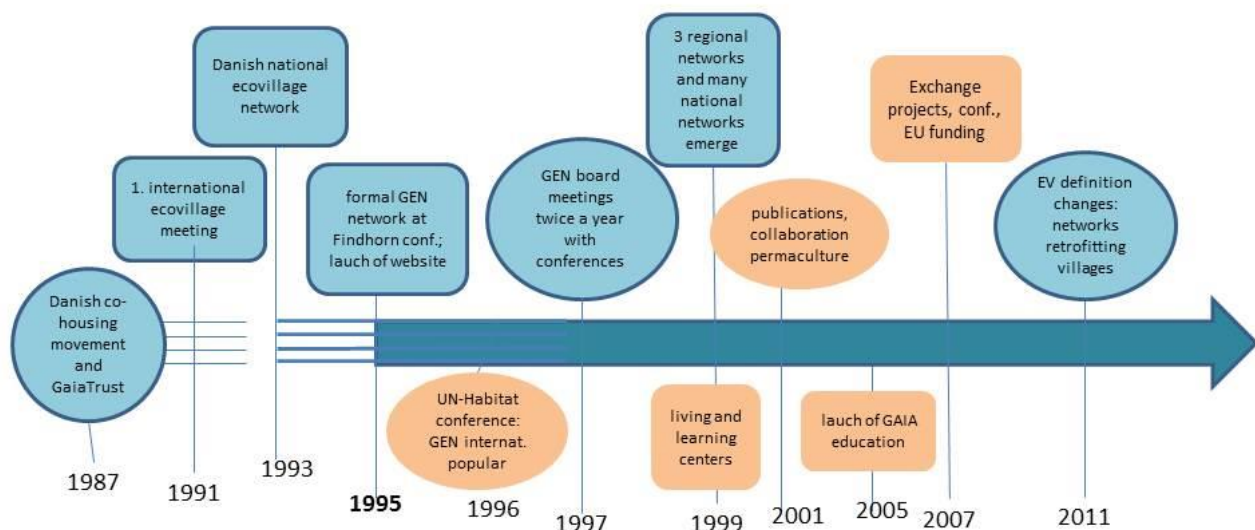 Danish co-
housing
movement
and
GaiaTrust
1. international
ecovillage
meeting
Danish national
ecovillage
network
formal GEN
network at
Findhorn conf.;
lauch of website
UN-Habitat
conference:
GEN internat.
popular
GEN board
meetings
twice a year
with
conferences
3 regional
networks
and many
national
networks
emerge
living and
learning
centers
publications,
collaboration
permaculture
lauch of GAIA
education
Exchange
projects, conf.,
EU funding
EV definition
changes:
networks
retrofitting
villages
1987
1991
1993
1995
1996
1997
1999
2001
2005
2007
2011